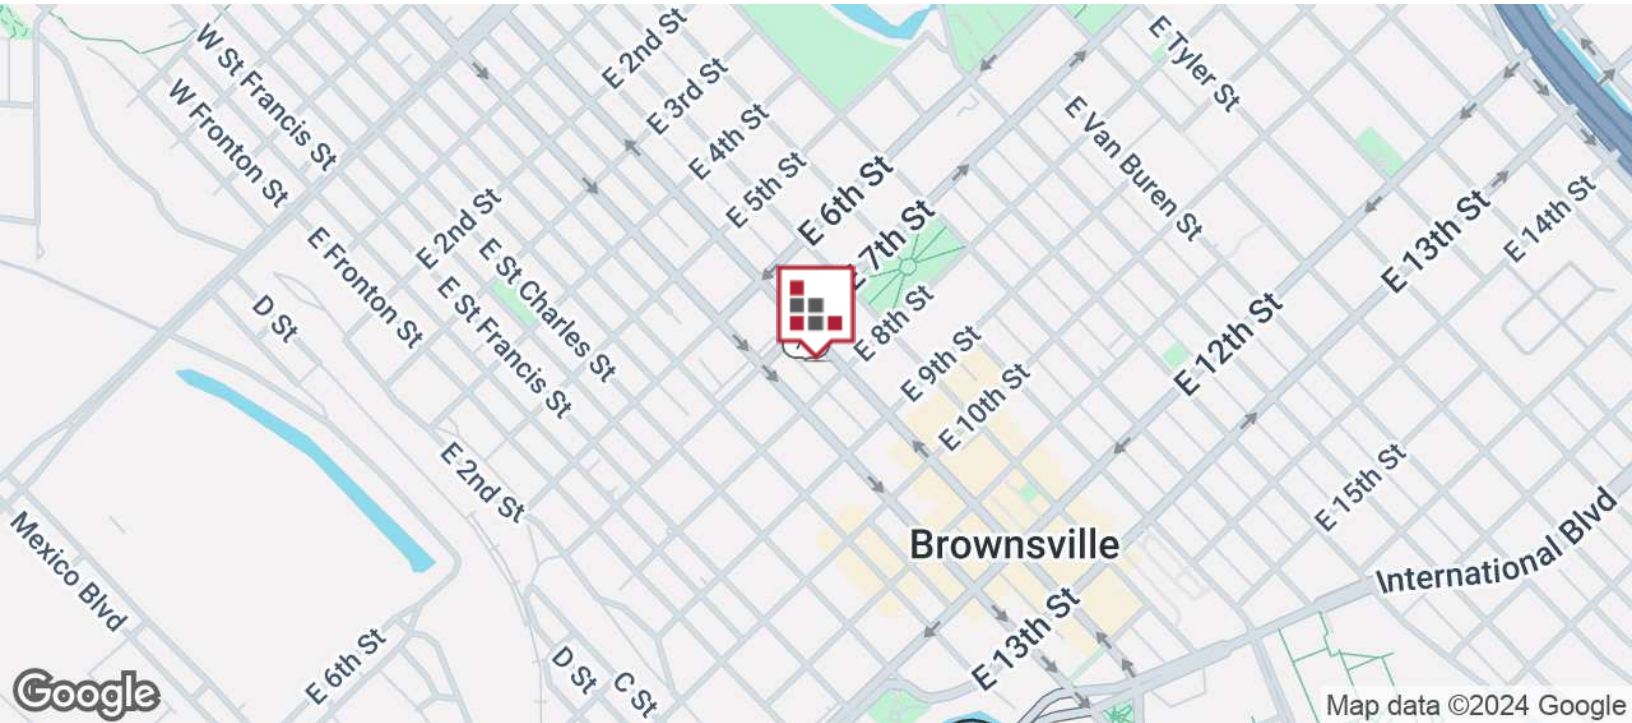 E 2nd St
E Tyler St
W St Francis St
E 3rd St
W Fronton St
E 4th St
E Van Buren St
E 5th St
E 6th St
E 7th St
E 14th St
E 13th St
E 2nd St
E Fronton St
E St Charles St
E St Francis St
D St
E 8th St
E 12th St
E 9th St
E 10th St
E 2nd St
E 15th St
Mexico Blvd
Brownsville
International Blvd
E 13th St
E 6th St
D St
C St
Google
Map data ©2024 Google